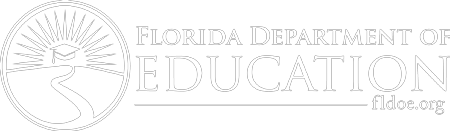 FLORIDA DEPARTMENT OF
EDUCATION
fldoe.org